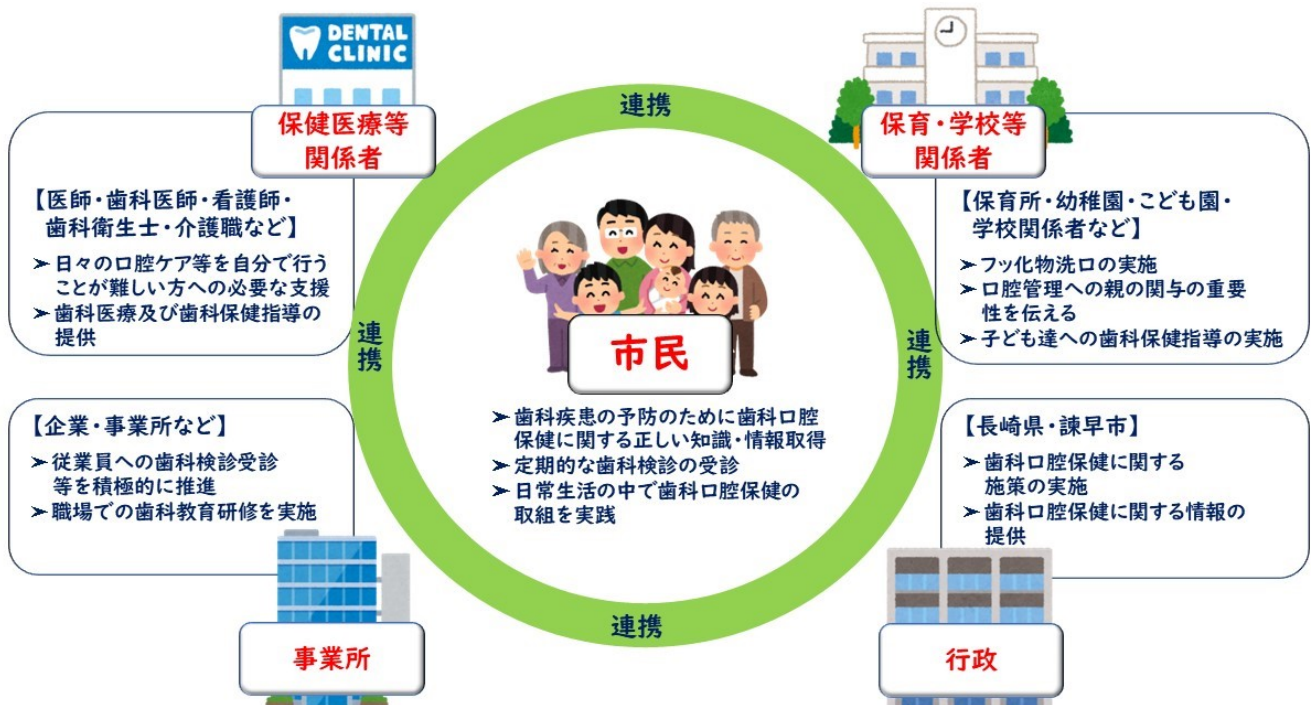 DENTAL
CLINIC
保健医療等
関係者
【医師・歯科医師・看護師・
歯科衛生士・介護職など】
➤日々の口腔ケア等を自分で行う
ことが難しい方への必要な支援
➤歯科医療及び歯科保健指導の
提供
連携
保育・学校等
関係者
【保育所・幼稚園・こども園・
学校関係者など】
➤フッ化物洗口の実施
➤口腔管理への親の関与の重要
性を伝える
➤子ども達への歯科保健指導の実施
連携
市民
➤歯科疾患の予防のために歯科口腔
保健に関する正しい知識・情報取得
➤定期的な歯科検診の受診
➤日常生活の中で歯科口腔保健の
取組を実践
連携
【企業・事業所など】
➤従業員への歯科検診受診
等を積極的に推進
➤職場での歯科教育研修を実施
事業所
連携
【長崎県・諫早市】
➤歯科口腔保健に関する
施策の実施
➤歯科口腔保健に関する情報の
提供
行政